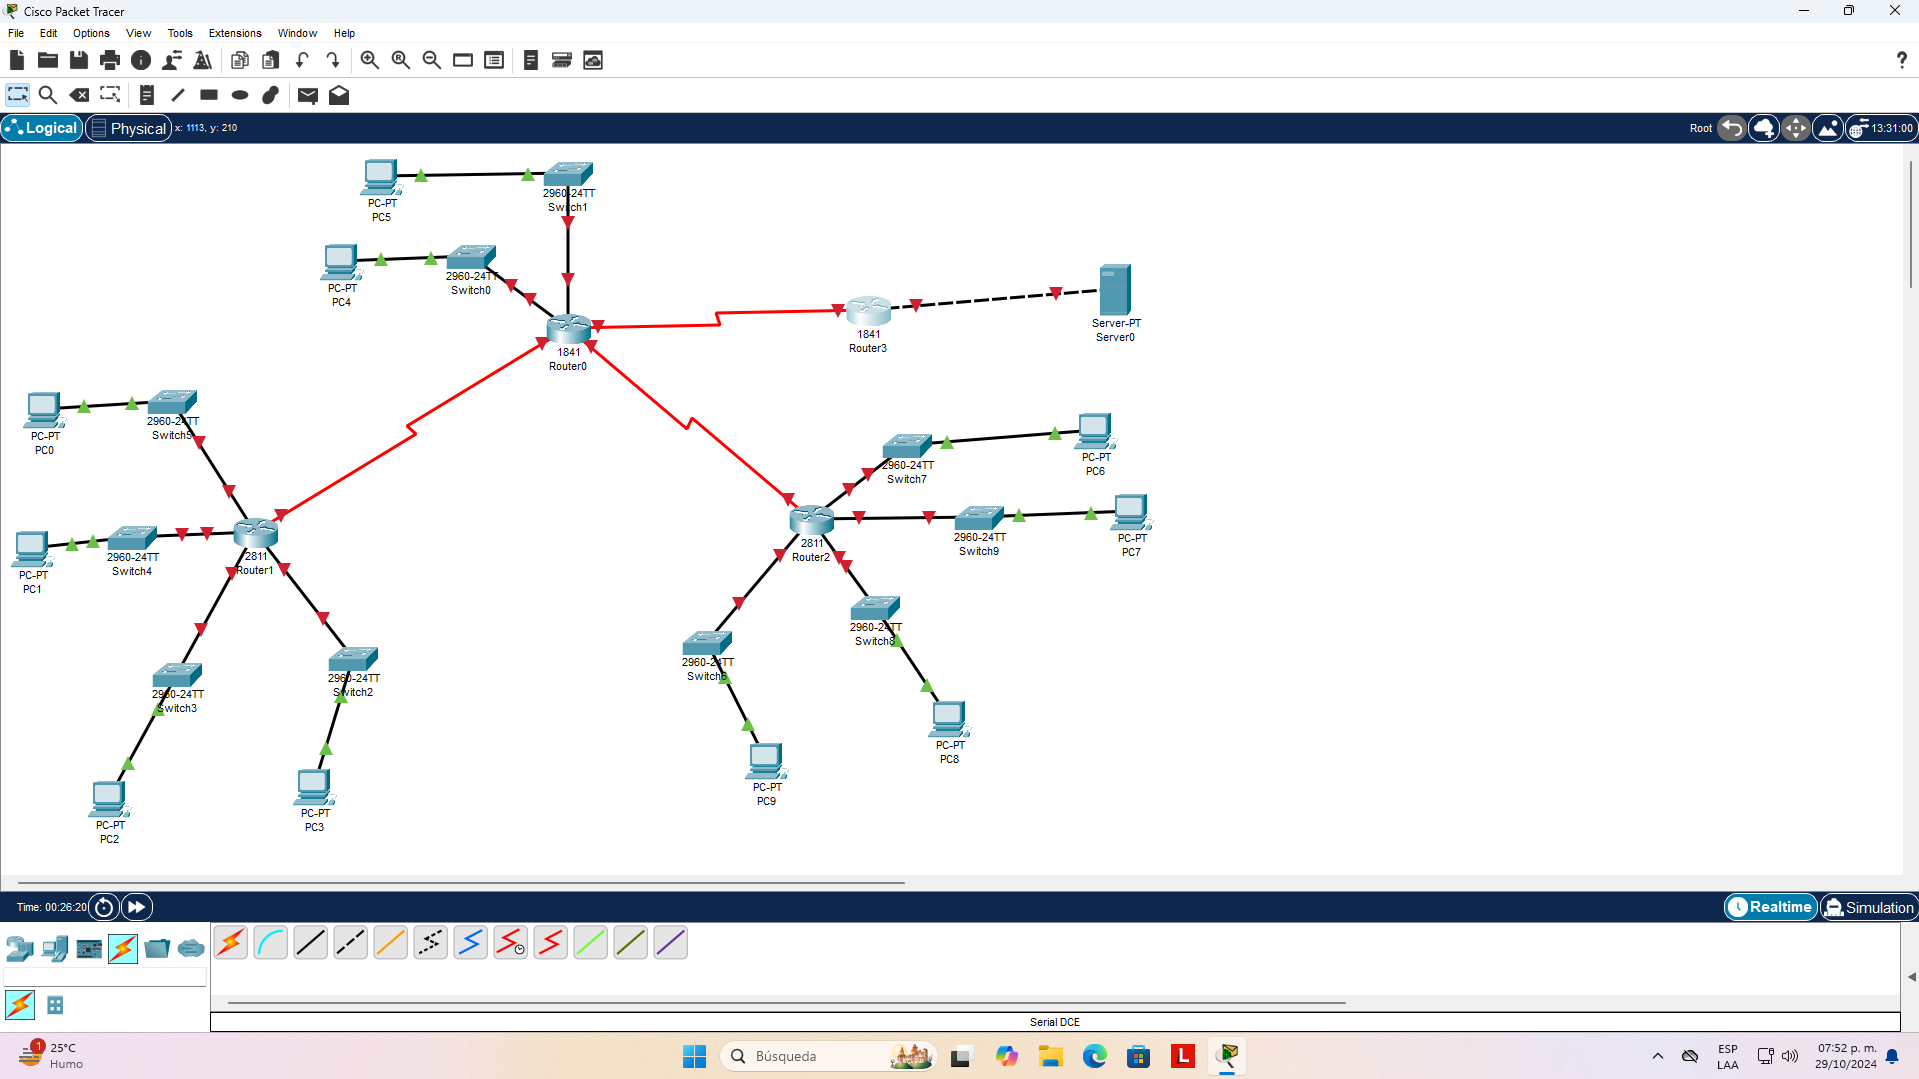 Cisco Packet Tracer
File Edit Options View Tools Extensions Window Help
Logical Physical x: 1113, y: 210 Root 13:31:00
PC-PT
PC5
2960-24TT
Switch1
PC-PT
PC4
2960-24TT
Switch0
1841
Router0
1841
Router3
Server-PT
Server0
PC-PT
PC0
2960-24TT
Switch5
PC-PT
PC1
2960-24TT
Switch4
2811
Router1
2960-24TT
Switch3
2960-24TT
Switch2
PC-PT
PC2
PC-PT
PC3
2960-24TT
Switch7
PC-PT
PC6
2811
Router2
2960-24TT
Switch9
PC-PT
PC7
2960-24TT
Switch8
2960-24TT
Switch6
PC-PT
PC8
PC-PT
PC9
Time: 00:26:20 Realtime Simulation
Serial DCE
1
25°C
Humo
Búsqueda
L
ESP
LAA
07:52 p. m.
29/10/2024